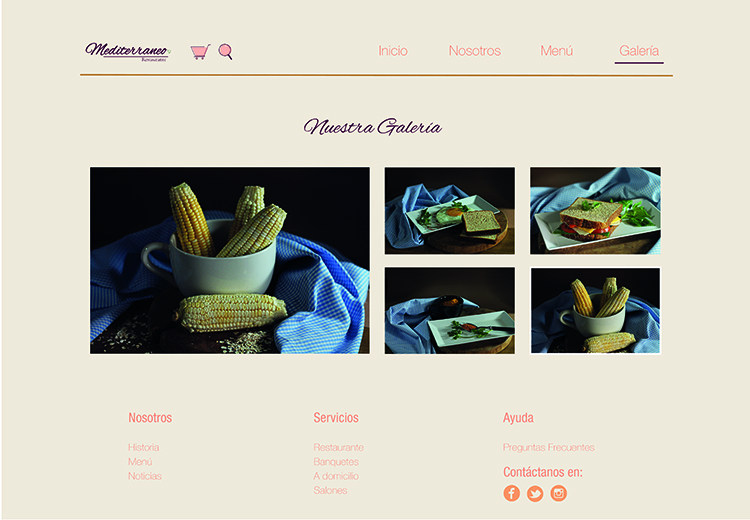 Mediterraneo
Restaurante
Inicio
Nosotros
Menú
Galería
Nuestra Galería
Nosotros
Historia
Menú
Noticias
Servicios
Restaurante
Banquetes
A domicilio
Salones
Ayuda
Preguntas Frecuentes
Contáctanos en: